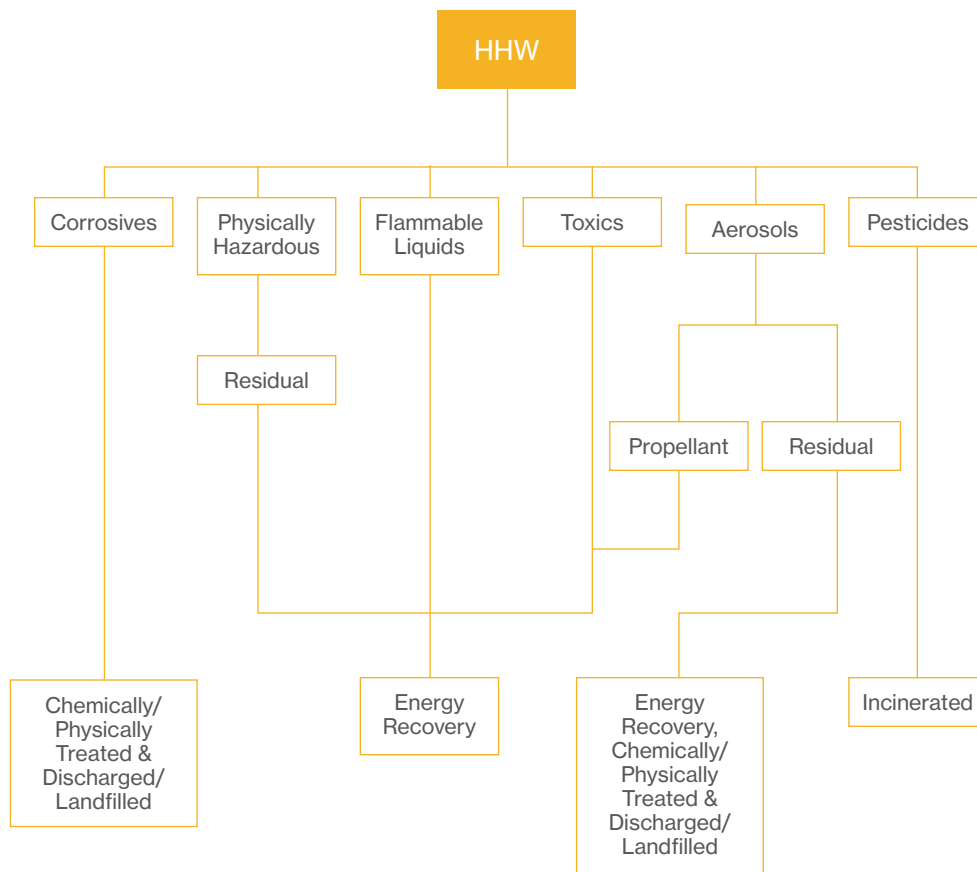 HHW
Corrosives
Physically
Hazardous
Flammable
Liquids
Toxics
Aerosols
Pesticides
Residual
Propellant
Residual
Chemically/
Physically
Treated &
Discharged/
Landfilled
Energy
Recovery
Energy
Recovery,
Chemically/
Physically
Treated &
Discharged/
Landfilled
Incinerated